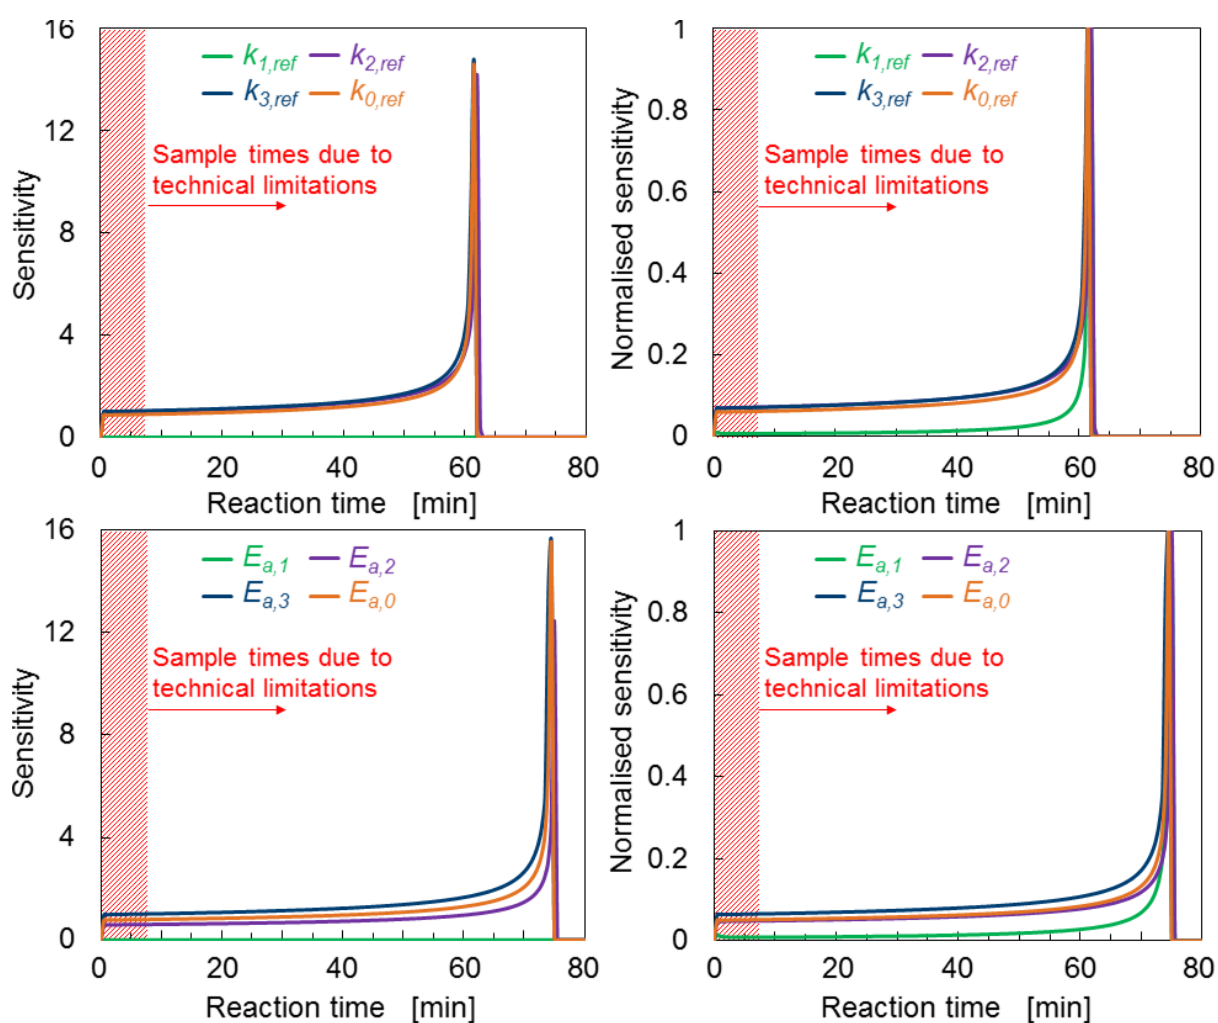 16
12
8
4
0
Sensitivity
k1,ref k2,ref
k3,ref k0,ref
Sample times due to
technical limitations
0 20 40 60 80
Reaction time [min]
1
0.8
0.6
0.4
0.2
0
Normalised sensitivity
k1,ref k2,ref
k3,ref k0,ref
Sample times due to
technical limitations
0 20 40 60 80
Reaction time [min]
16
12
8
4
0
Sensitivity
Ea,1 Ea,2
Ea,3 Ea,0
Sample times due to
technical limitations
0 20 40 60 80
Reaction time [min]
1
0.8
0.6
0.4
0.2
0
Normalised sensitivity
Ea,1 Ea,2
Ea,3 Ea,0
Sample times due to
technical limitations
0 20 40 60 80
Reaction time [min]